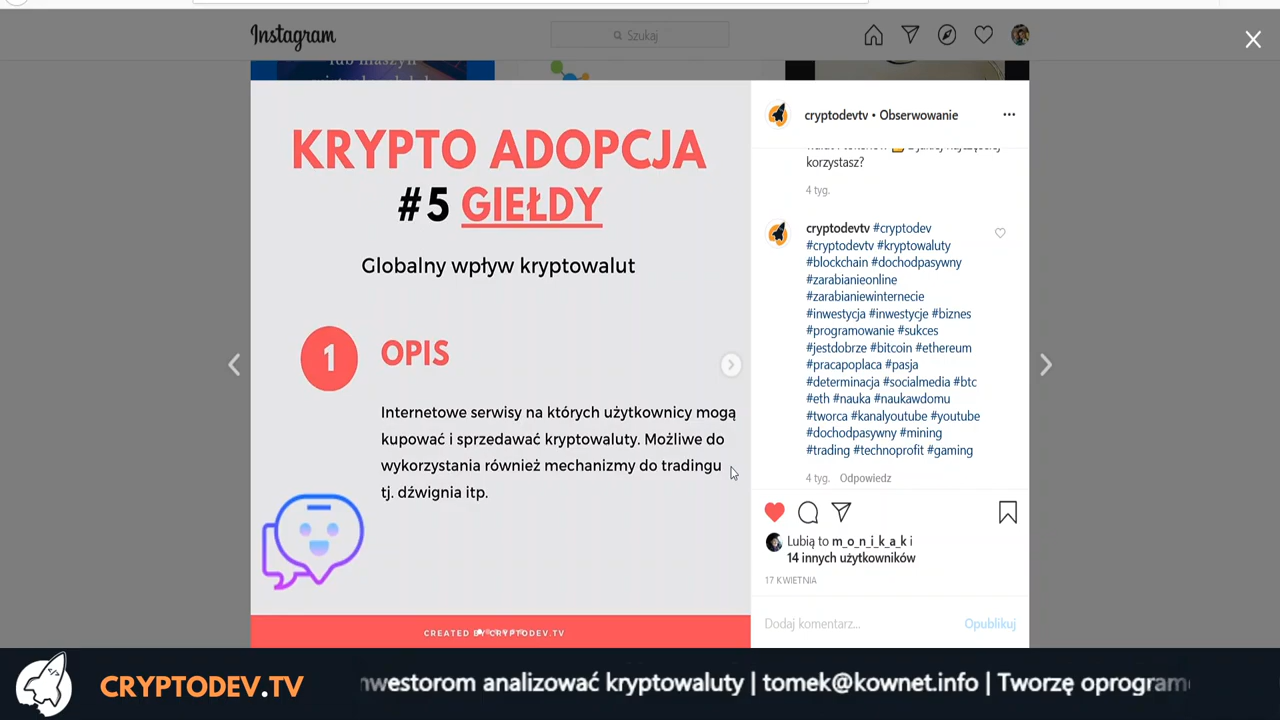 Instagram
Szukaj
cryptodevtv • Obserwowanie
KRYPTO ADOPCJA
#5 GIEŁDY
Globalny wpływ kryptowalut
1 OPIS
Internetowe serwisy na których użytkownicy mogą
kupować i sprzedawać kryptowaluty. Możliwe do
wykorzystania również mechanizmy do tradingu
tj. dźwignia itp.
CREATED BY CRYPTODEV.TV
korzystasz?
4 tyg.
cryptodevtv #cryptodev
#cryptodevtv #kryptowaluty
#blockchain #dochodpasywny
#zarabianieonline
#zarabianiewinternecie
#inwestycja #inwestycje #biznes
#programowanie #sukces
#jestdobrze #bitcoin #ethereum
#pracapoplaca #pasja
#determinacja #socialmedia #btc
#eth #nauka #naukawdomu
#tworca #kanalyoutube #youtube
#dochodpasywny #mining
#trading #technoprofit #gaming
4 tyg. Odpowiedz
Lubią to m_o_n_i_k_a_k i
14 innych użytkowników
17 KWIETNIA
Dodaj komentarz... Opublikuj
CRYPTODEV.TV
nwestorom analizować kryptowaluty | tomek@kownet.info | Tworzę oprogram